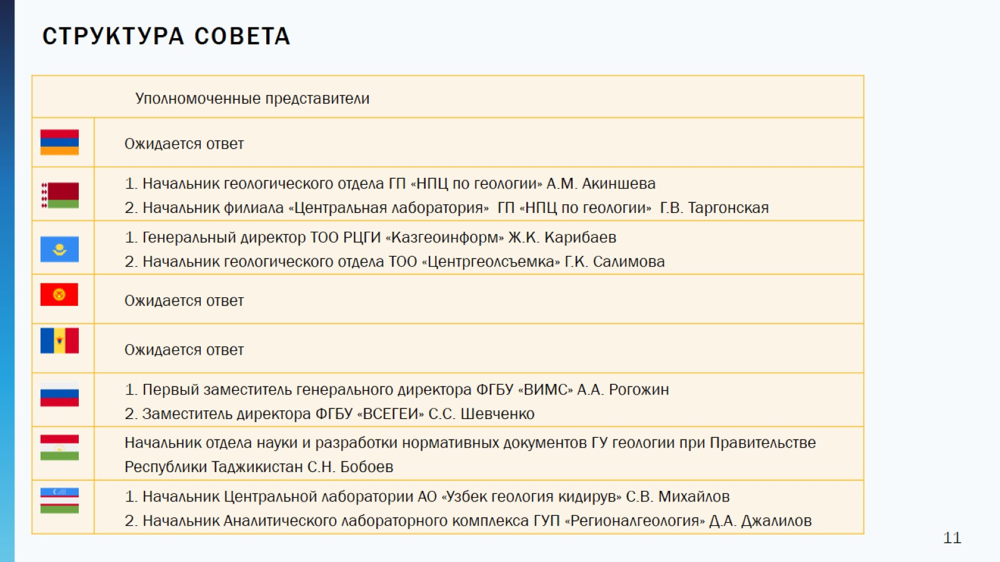 СТРУКТУРА СОВЕТА
Уполномоченные представители
Ожидается ответ
1. Начальник геологического отдела ГП «НПЦ по геологии» А.М. Акиншева
2. Начальник филиала «Центральная лаборатория» ГП «НПЦ по геологии» Г.В. Таргонская
1. Генеральный директор ТОО РЦГИ «Казгеоинформ» Ж.К. Карибаев
2. Начальник геологического отдела ТОО «Центргеолсъемка» Г.К. Салимова
Ожидается ответ
Ожидается ответ
1. Первый заместитель генерального директора ФГБУ «ВИМС» А.А. Рогожин
2. Заместитель директора ФГБУ «ВСЕГЕИ» С.С. Шевченко
Начальник отдела науки и разработки нормативных документов ГУ геологии при Правительстве
Республики Таджикистан С.Н. Бобоев
1. Начальник Центральной лаборатории АО «Узбек геология кидирув» С.В. Михайлов
2. Начальник Аналитического лабораторного комплекса ГУП «Регионалгеология» Д.А. Джалилов
11